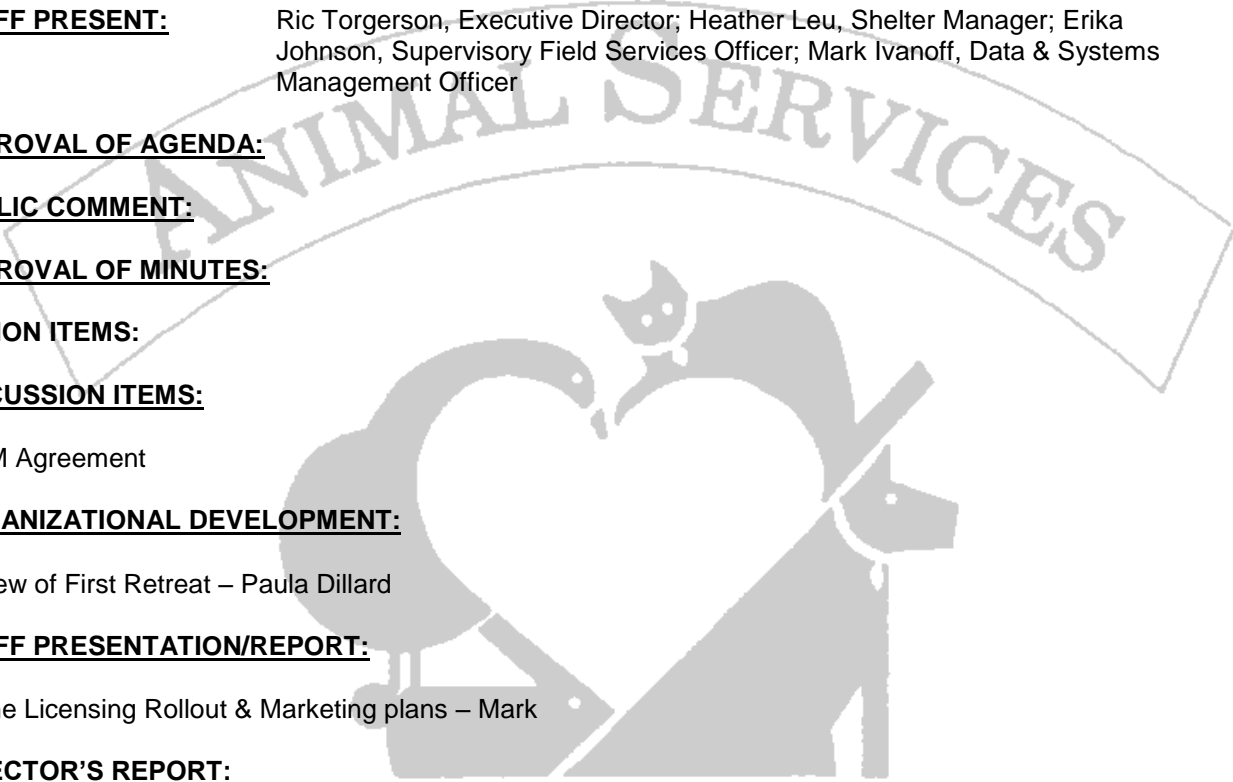 FF PRESENT: Ric Torgerson, Executive Director; Heather Leu, Shelter Manager; Erika
Johnson, Supervisory Field Services Officer; Mark Ivanoff, Data & Systems
Management Officer
ANIMAL SERVICES
ROVAL OF AGENDA:
LIC COMMENT:
ROVAL OF MINUTES:
ION ITEMS:
CUSSION ITEMS:
M Agreement
ANIZATIONAL DEVELOPMENT:
ew of First Retreat – Paula Dillard
FF PRESENTATION/REPORT:
ne Licensing Rollout & Marketing plans – Mark
ECTOR'S REPORT: